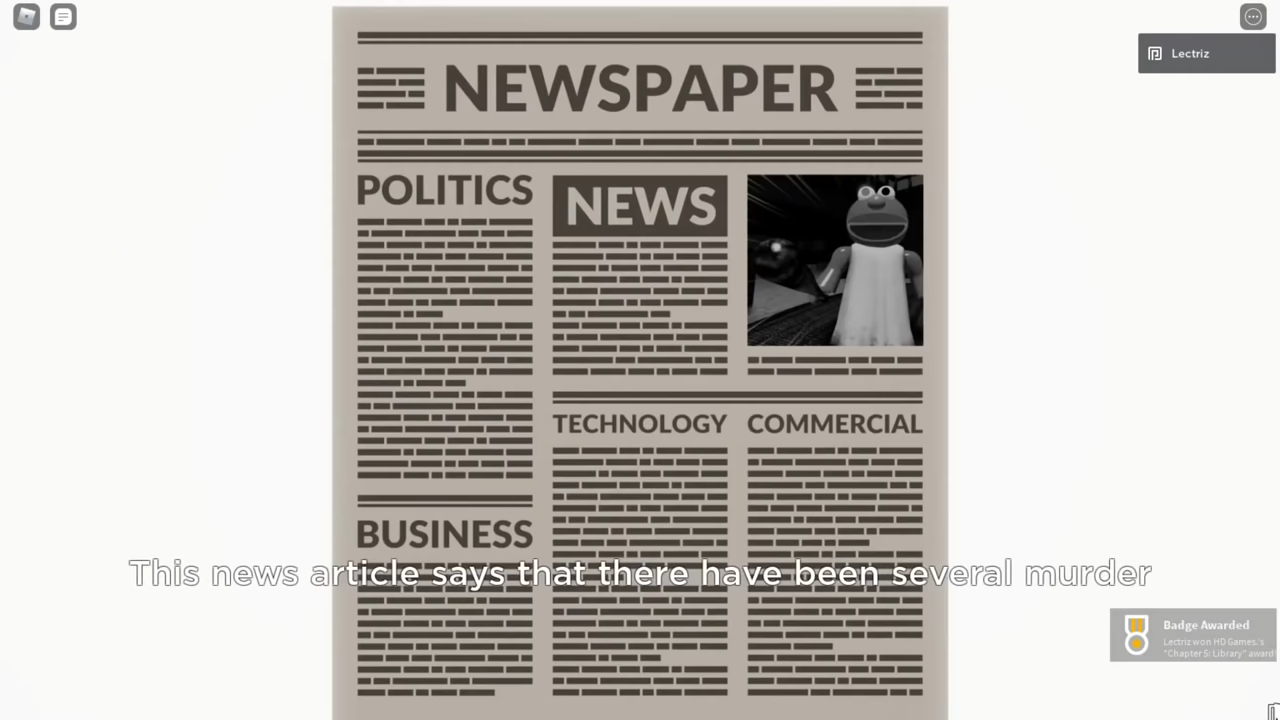 Lectriz
NEWSPAPER
POLITICS
NEWS
TECHNOLOGY
COMMERCIAL
BUSINESS
This news article says that there have been several murder
Badge Awarded
Lectriz won HD Games.'s
"Chapter 5: Library" award!